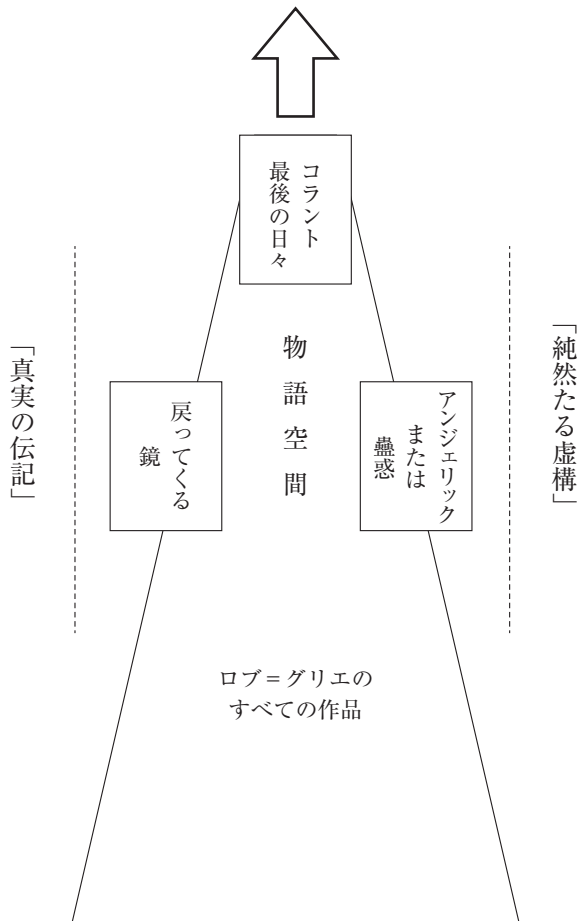 コラント
最後の日々
「純然たる虚構」
物語空間
「真実の伝記」
アンジェリック
または
蠱惑
戻ってくる
鏡
ロブ=グリエの
すべての作品